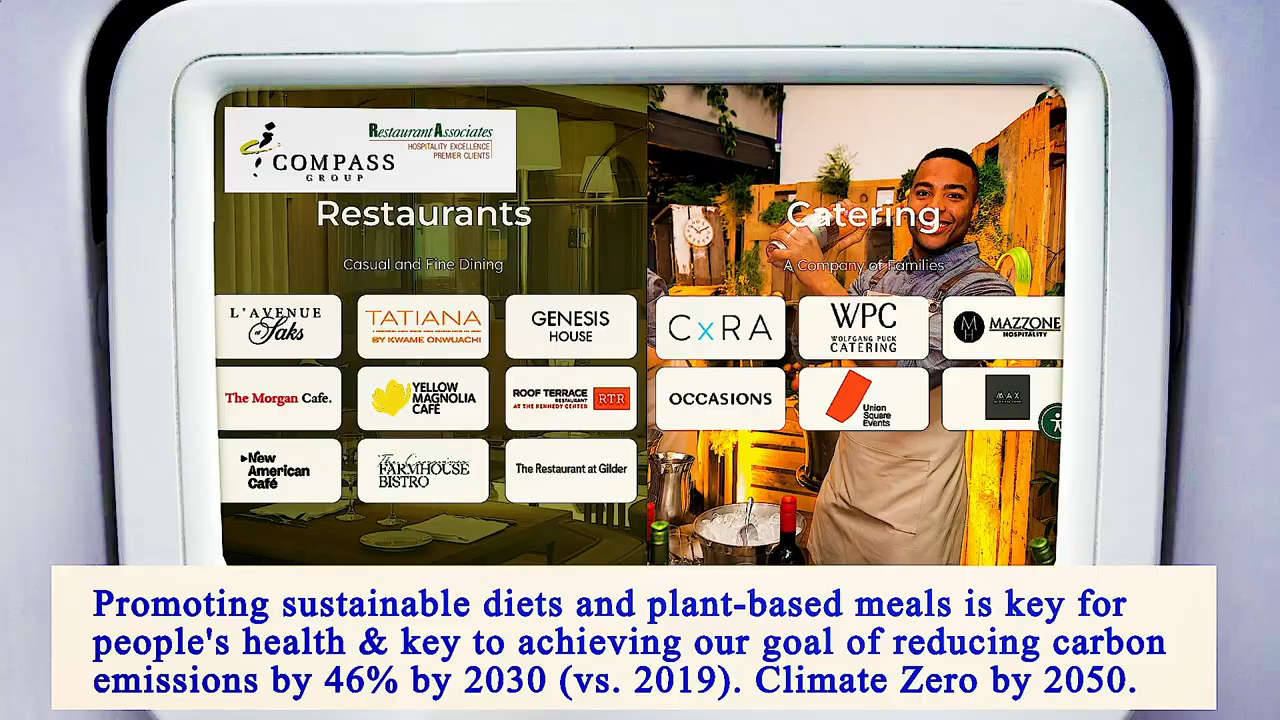 COMPASS
GROUP
Restaurant Associates
HOSPITALITY EXCELLENCE
PREMIER CLIENTS
Restaurants
Casual and Fine Dining
L'AVENUE
Saks
TATIANA
BY KWAME ONWUACHI
GENESIS
HOUSE
The Morgan Cafe.
YELLOW
MAGNOLIA
CAFÉ
ROOF TERRACE
RESTAURANT
AT THE KENNEDY CENTER
RTR
New
American
Café
FARMHOUSE
BISTRO
The Restaurant at Gilder
Catering
A Company of Families
CxRA
WPC
WOLFGANG PUCK
CATERING
MH
MAZZONE
HOSPITALITY
OCCASIONS
Union
Square
Events
MAX
Promoting sustainable diets and plant-based meals is key for
people's health & key to achieving our goal of reducing carbon
emissions by 46% by 2030 (vs. 2019). Climate Zero by 2050.